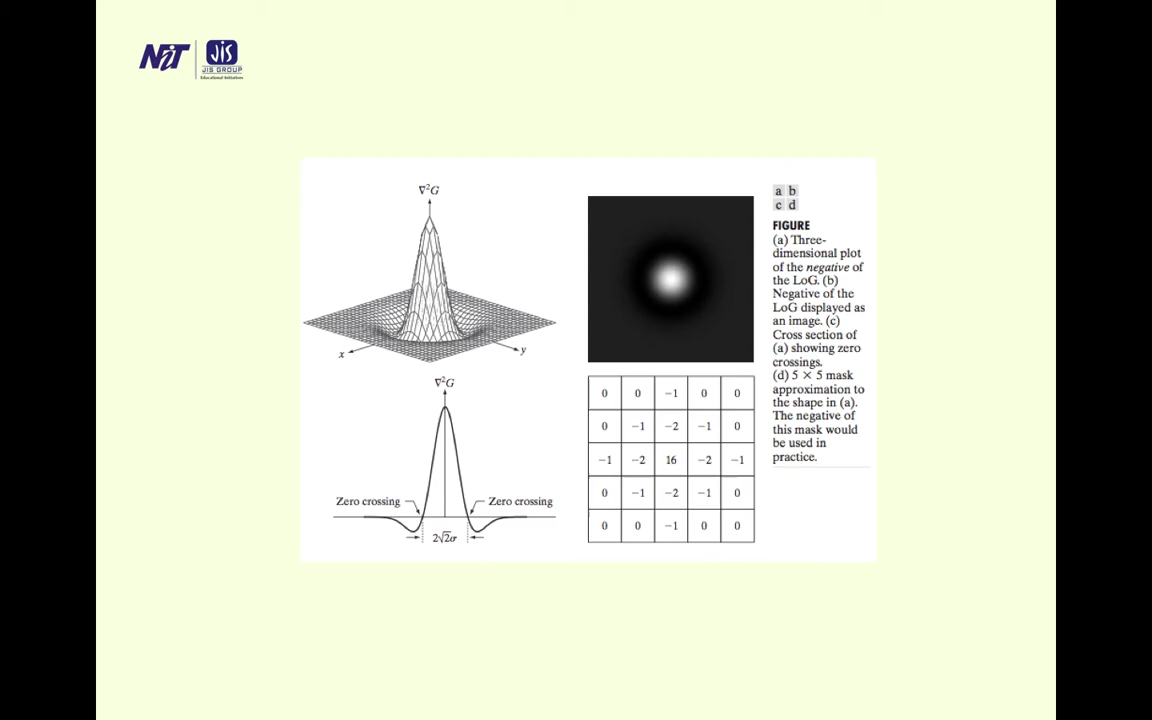 NiT
JIS
JIS GROUP
Educational Initiatives
∇²G
x
y
∇²G
Zero crossing
Zero crossing
2√2σ
0 0 −1 0 0
0 −1 −2 −1 0
−1 −2 16 −2 −1
0 −1 −2 −1 0
0 0 −1 0 0
a b
c d
FIGURE
(a) Three-
dimensional plot
of the negative of
the LoG. (b)
Negative of the
LoG displayed as
an image. (c)
Cross section of
(a) showing zero
crossings.
(d) 5 × 5 mask
approximation to
the shape in (a).
The negative of
this mask would
be used in
practice.